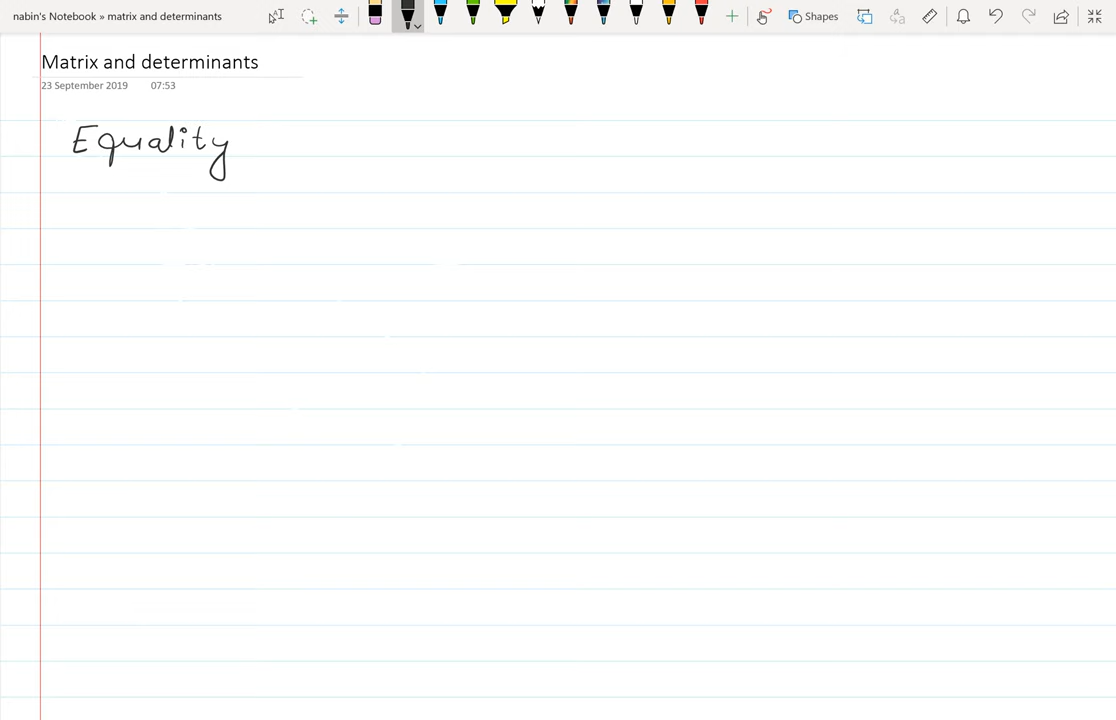 nabin's Notebook » matrix and determinants
Shapes
Matrix and determinants
23 September 2019 07:53
Equality